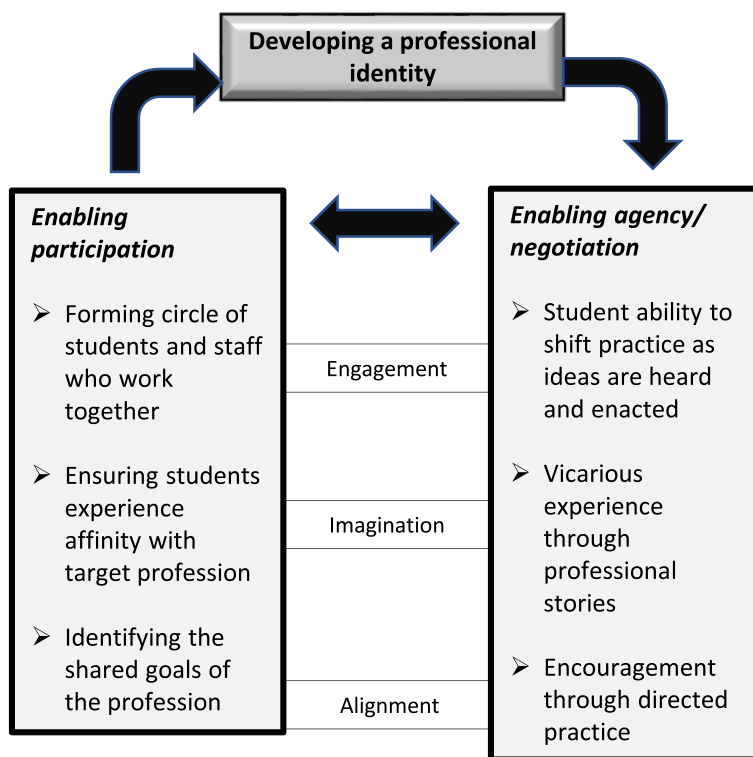 Developing a professional
identity
Enabling
participation
➢ Forming circle of
students and staff
who work
together
➢ Ensuring students
experience
affinity with
target profession
➢ Identifying the
shared goals of
the profession
Engagement
Imagination
Alignment
Enabling agency/
negotiation
➢ Student ability to
shift practice as
ideas are heard
and enacted
➢ Vicarious
experience
through
professional
stories
➢ Encouragement
through directed
practice